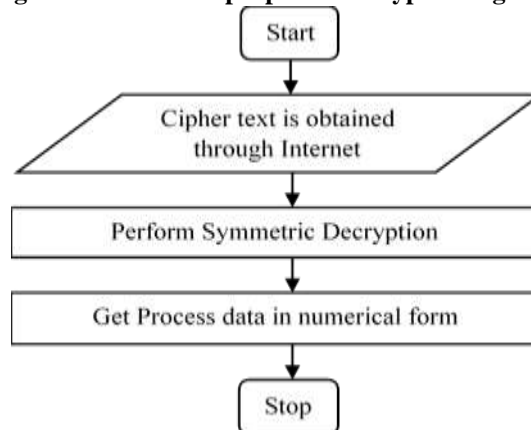 Start
Cipher text is obtained
through Internet
Perform Symmetric Decryption
Get Process data in numerical form
Stop